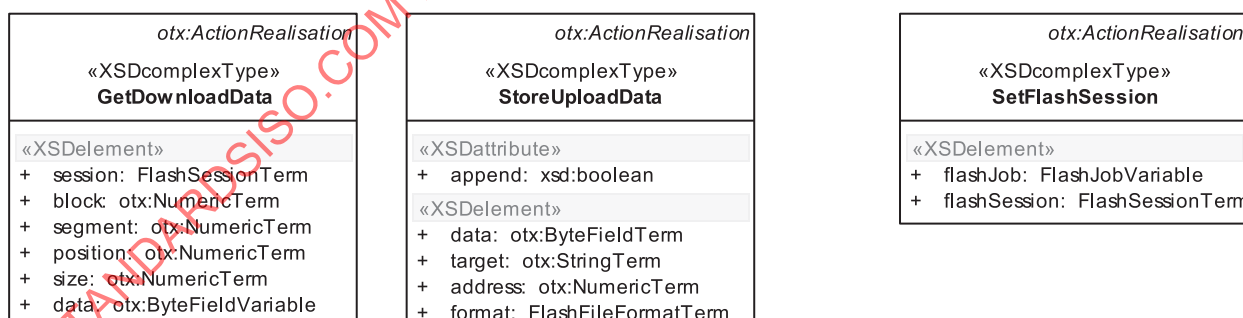 otx:ActionRealisation
«XSDcomplexType»
GetDownloadData
«XSDelement»
+ session: FlashSessionTerm
+ block: otx:NumericTerm
+ segment: otx:NumericTerm
+ position: otx:NumericTerm
+ size: otx:NumericTerm
+ data: otx:ByteFieldVariable
otx:ActionRealisation
«XSDcomplexType»
StoreUploadData
«XSDattribute»
+ append: xsd:boolean
«XSDelement»
+ data: otx:ByteFieldTerm
+ target: otx:StringTerm
+ address: otx:NumericTerm
+ format: FlashFileFormatTerm
otx:ActionRealisation
«XSDcomplexType»
SetFlashSession
«XSDelement»
+ flashJob: FlashJobVariable
+ flashSession: FlashSessionTerm
TANDARDSISO.COM